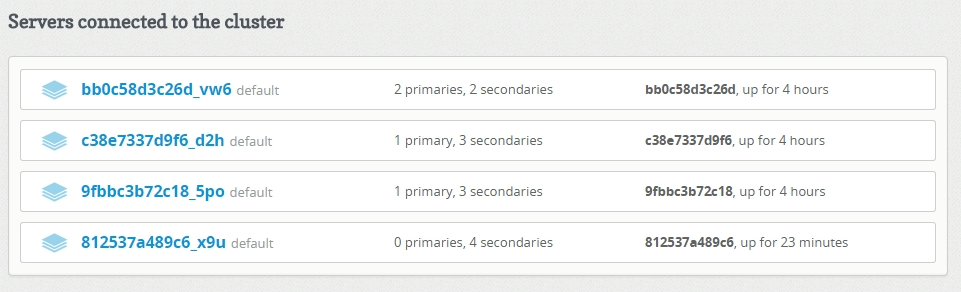 Servers connected to the cluster
bb0c58d3c26d_vw6 default 2 primaries, 2 secondaries bb0c58d3c26d, up for 4 hours
c38e7337d9f6_d2h default 1 primary, 3 secondaries c38e7337d9f6, up for 4 hours
9fbbc3b72c18_5po default 1 primary, 3 secondaries 9fbbc3b72c18, up for 4 hours
812537a489c6_x9u default 0 primaries, 4 secondaries 812537a489c6, up for 23 minutes